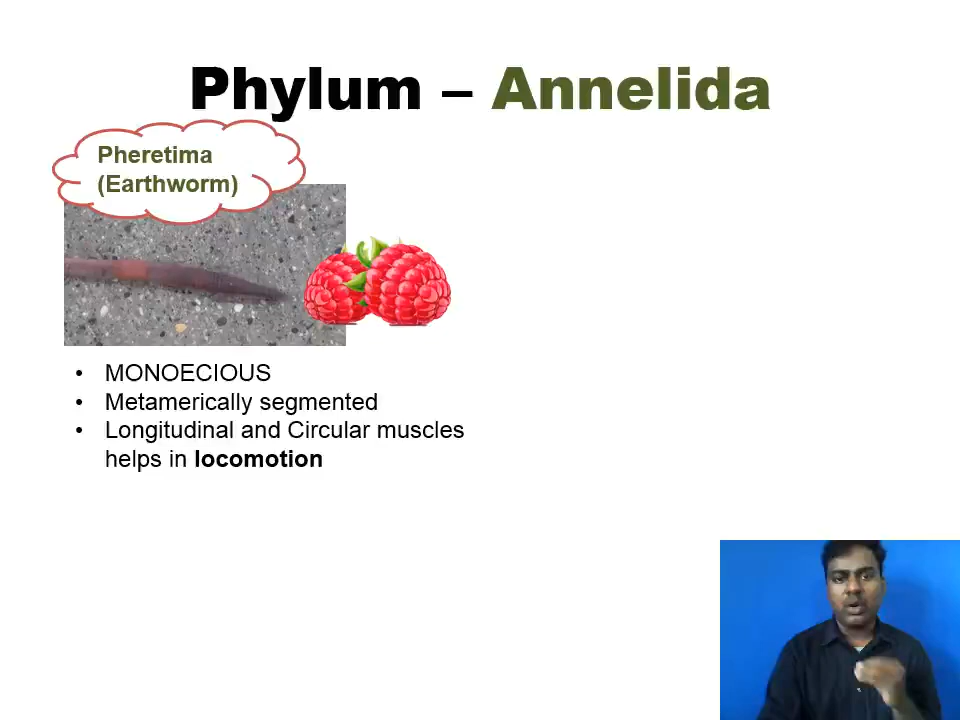 Phylum – Annelida
Pheretima
(Earthworm)
• MONOECIOUS
• Metamerically segmented
• Longitudinal and Circular muscles
helps in locomotion